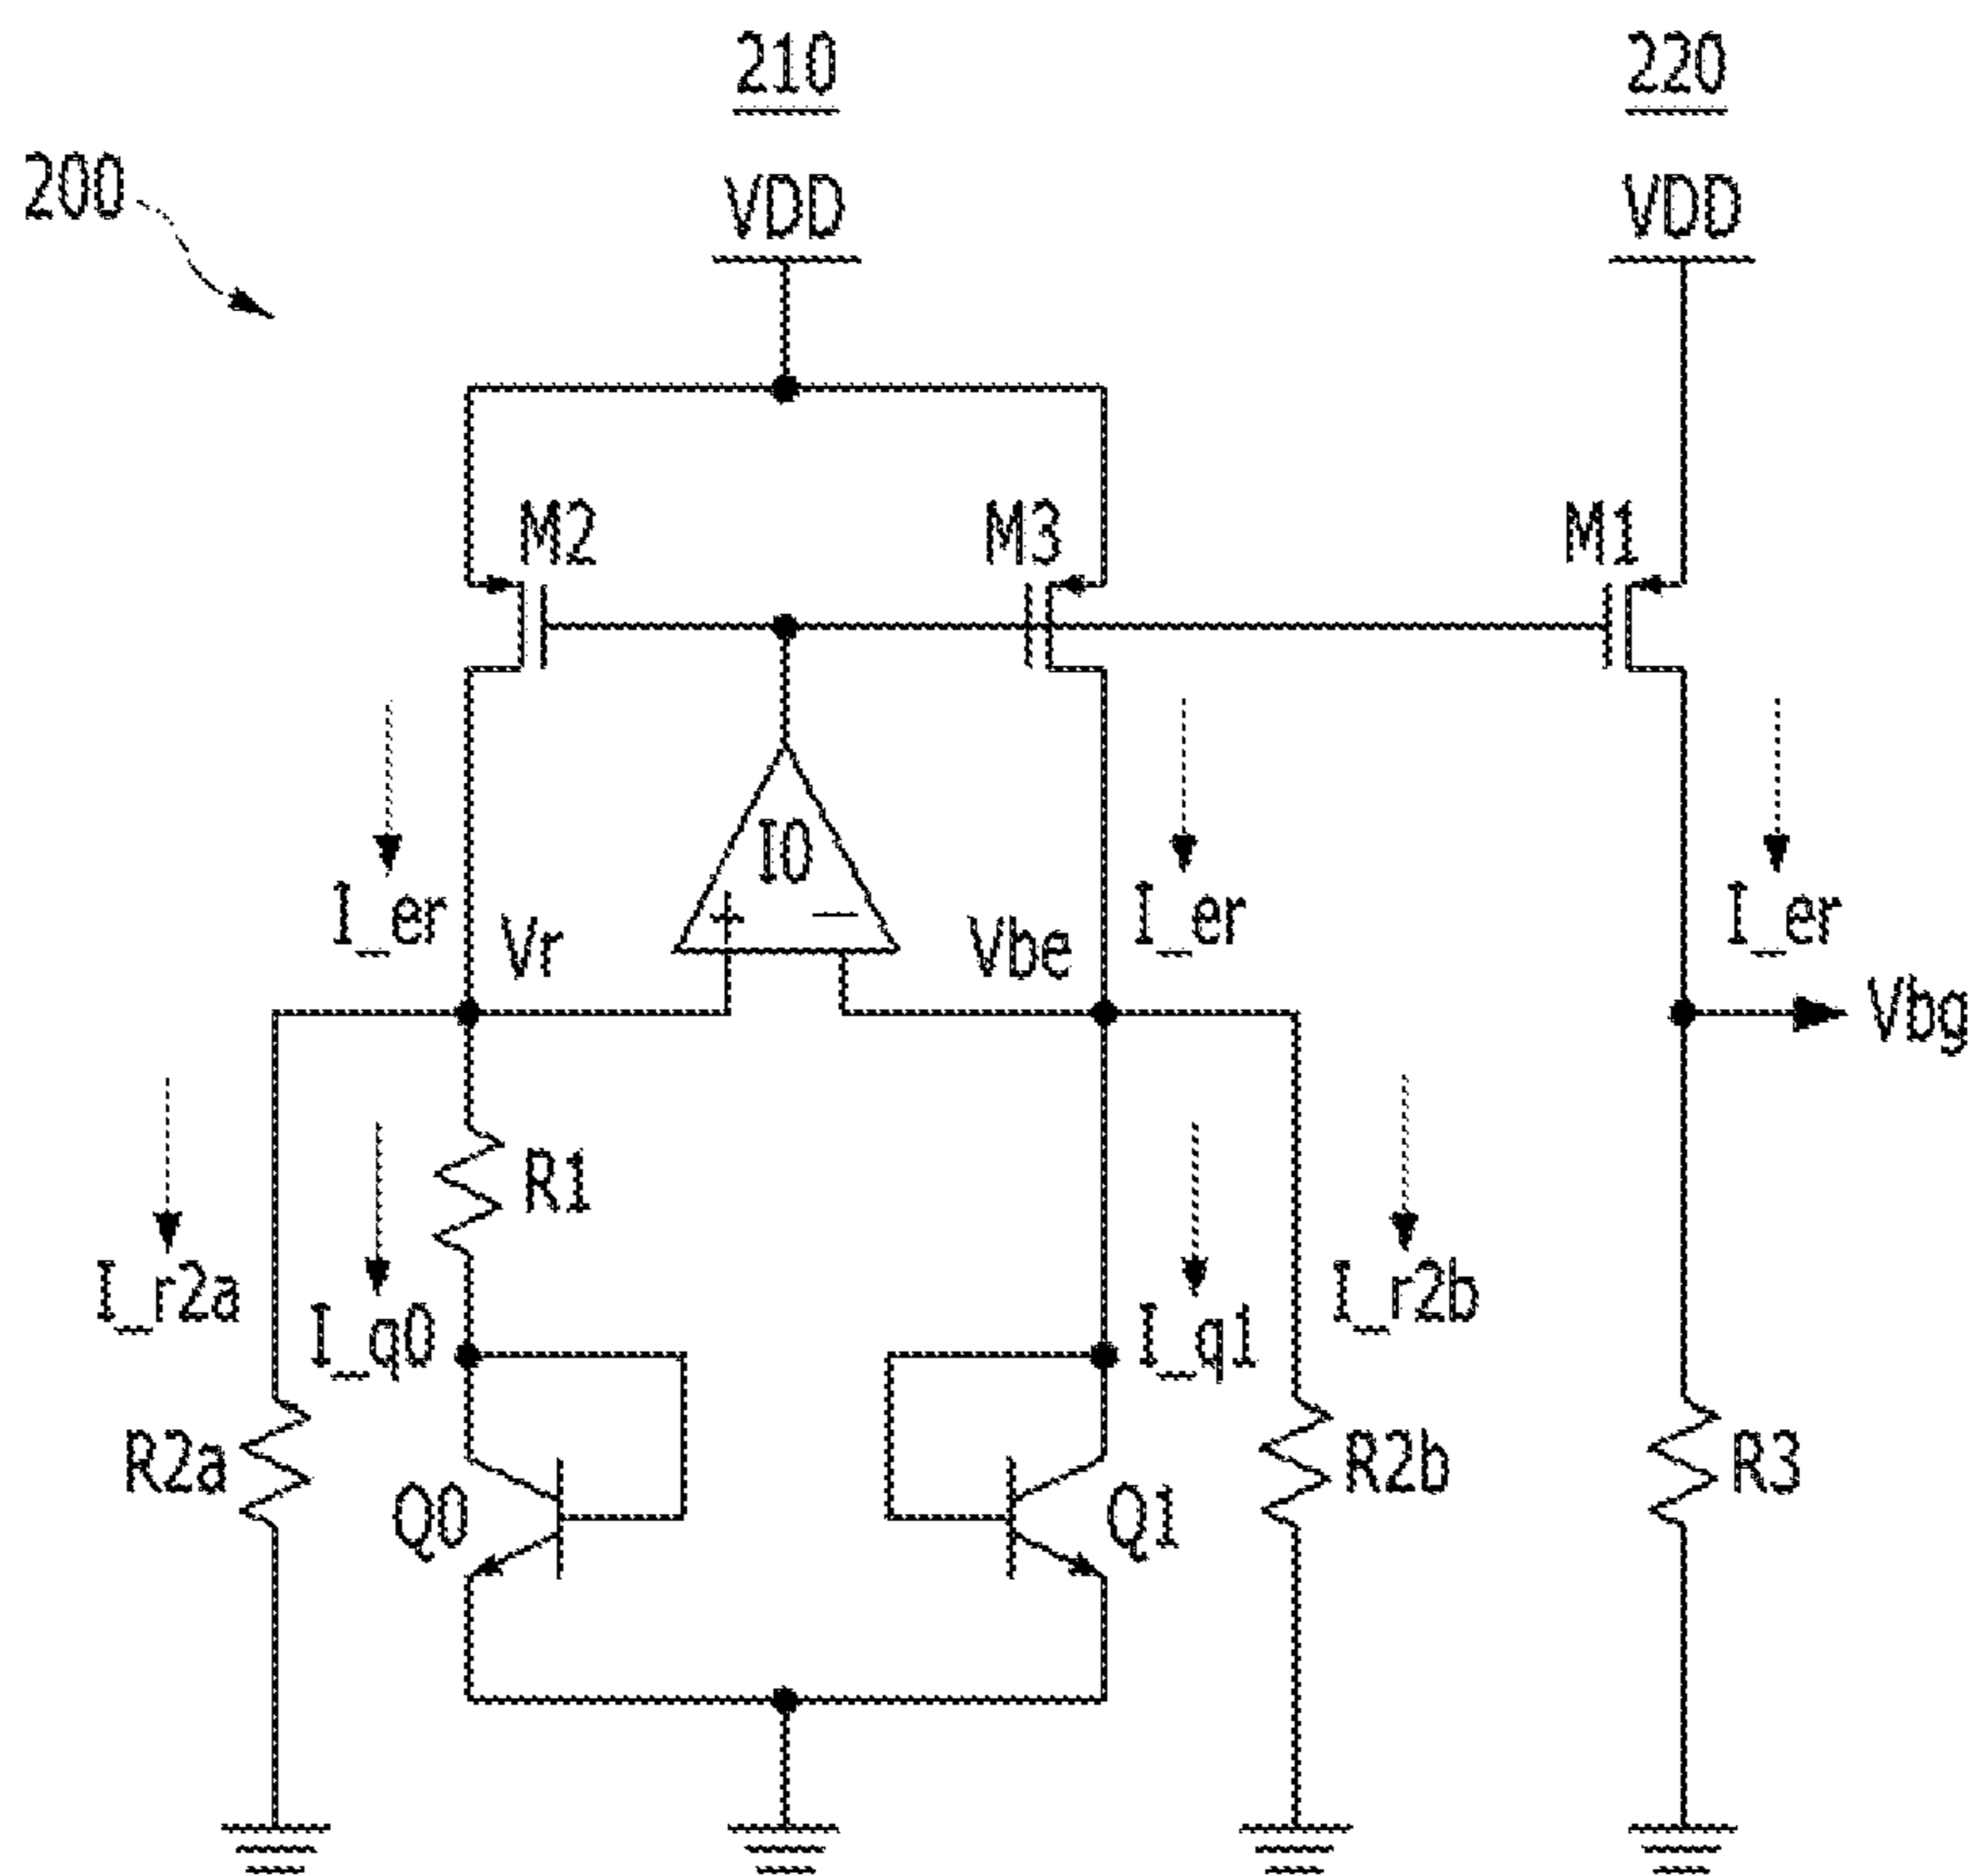 210
220
200
VDD
VDD
M2
M3
M1
I0
+
−
I_er
Vr
Vbe
I_er
I_er
Vbg
R1
I_r2a
I_q0
I_q1
I_r2b
R2a
Q0
Q1
R2b
R3